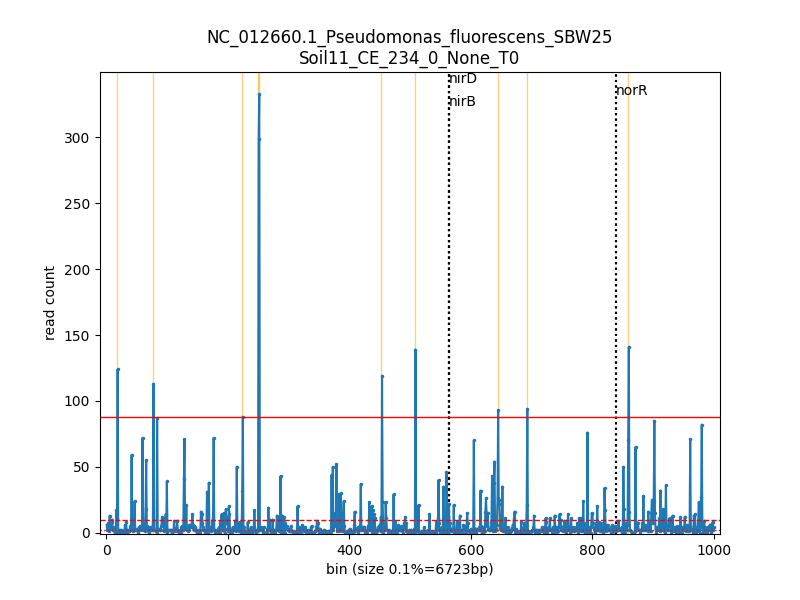 NC_012660.1_Pseudomonas_fluorescens_SBW25
Soil11_CE_234_0_None_T0
nirD
norR
nirB
300
250
200
150
100
50
0
read count
0
200
400
600
800
1000
bin (size 0.1%=6723bp)